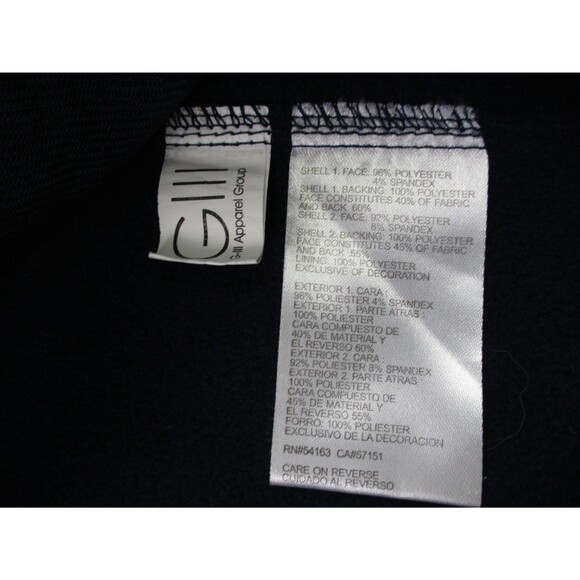 GIII
G-III Apparel Group
SHELL 1. FACE: 96% POLYESTER
4% SPANDEX
SHELL 1. BACKING: 100% POLYESTER
FACE CONSTITUTES 40% OF FABRIC
AND BACK 60%
SHELL 2. FACE: 92% POLYESTER
8% SPANDEX
SHELL 2. BACKING: 100% POLYESTER
FACE CONSTITUTES 45% OF FABRIC
AND BACK 55%
LINING: 100% POLYESTER
EXCLUSIVE OF DECORATION
EXTERIOR 1. CARA :
96% POLIESTER 4% SPANDEX
EXTERIOR 1. PARTE ATRAS :
100% POLIESTER
CARA COMPUESTO DE
40% DE MATERIAL Y
EL REVERSO 60%
EXTERIOR 2. CARA :
92% POLIESTER 8% SPANDEX
EXTERIOR 2. PARTE ATRAS :
100% POLIESTER
CARA COMPUESTO DE
45% DE MATERIAL Y
EL REVERSO 55%
FORRO: 100% POLIESTER
EXCLUSIVO DE LA DECORACION
RN#54163 CA#57151
CARE ON REVERSE
CUIDADO AL REVERSO